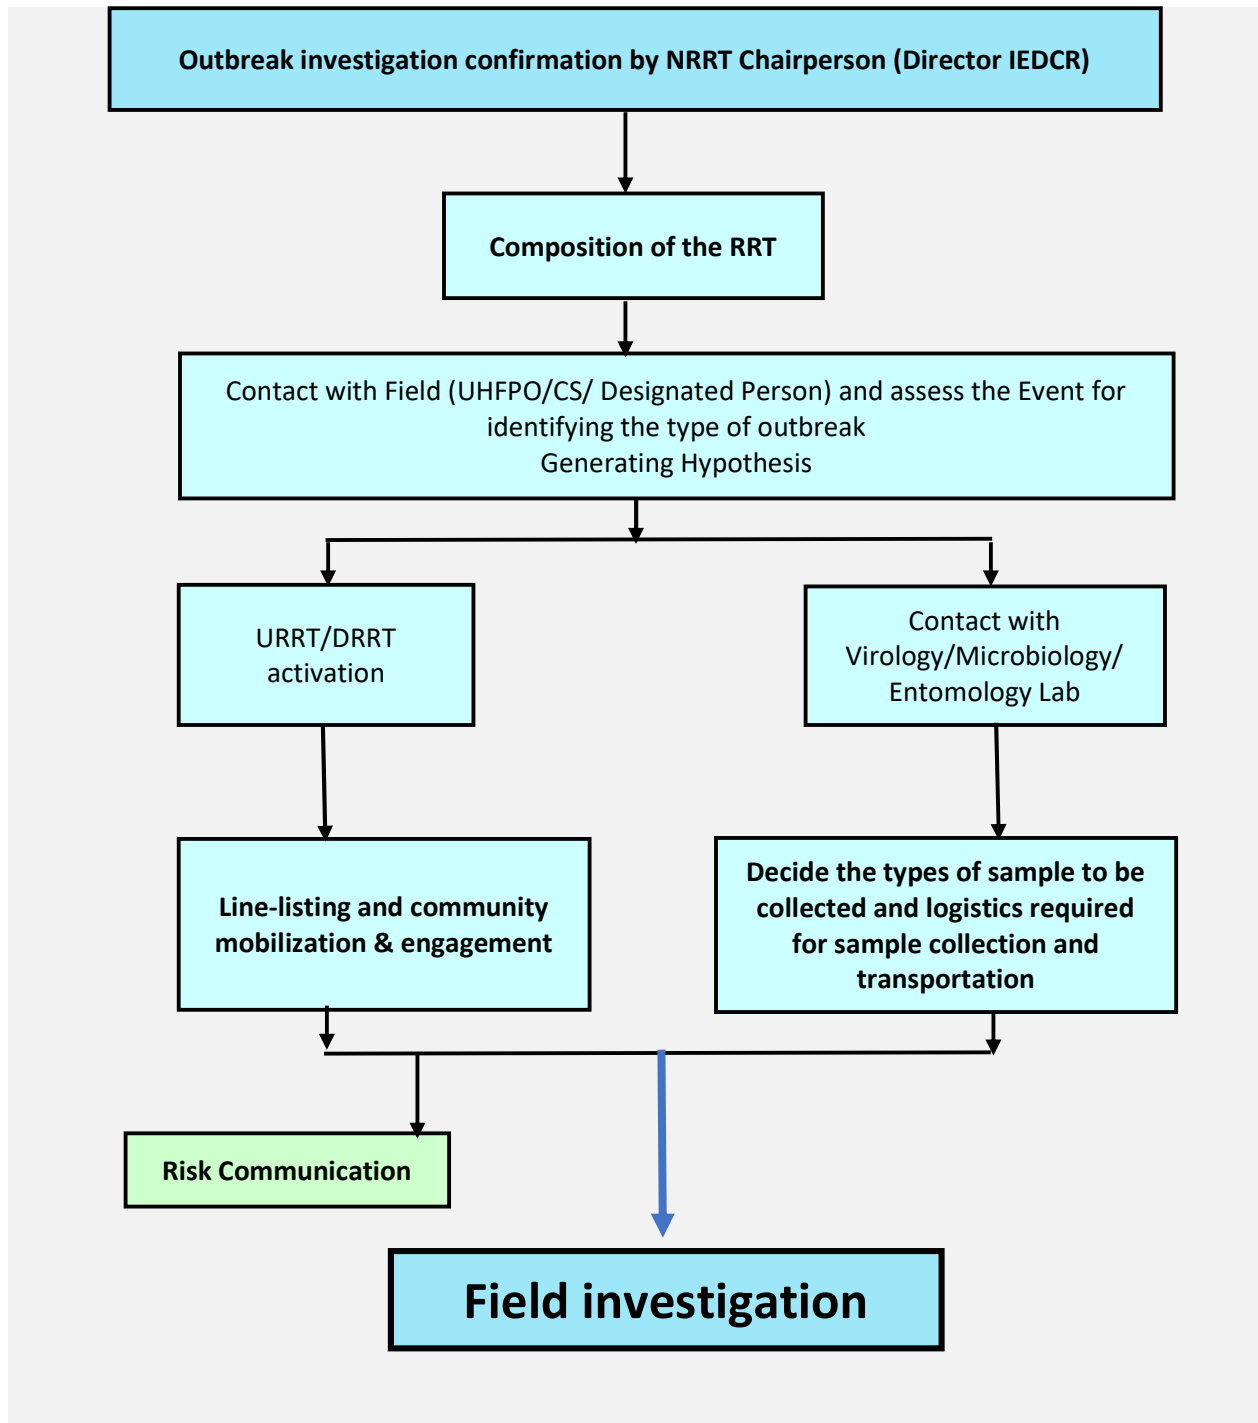 Outbreak investigation confirmation by NRRT Chairperson (Director IEDCR)
Composition of the RRT
Contact with Field (UHFPO/CS/ Designated Person) and assess the Event for
identifying the type of outbreak
Generating Hypothesis
URRT/DRRT
activation
Contact with
Virology/Microbiology/
Entomology Lab
Line-listing and community
mobilization & engagement
Decide the types of sample to be
collected and logistics required
for sample collection and
transportation
Risk Communication
Field investigation